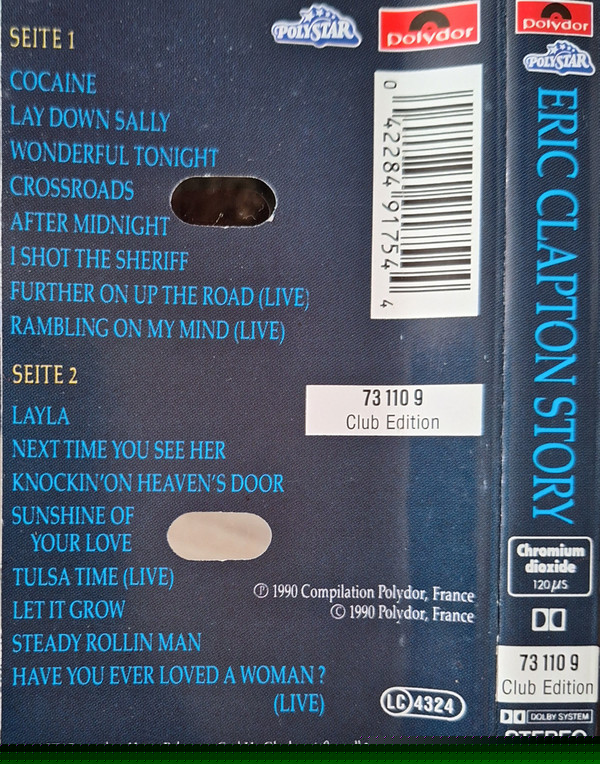 SEITE 1
COCAINE
LAY DOWN SALLY
WONDERFUL TONIGHT
CROSSROADS
AFTER MIDNIGHT
I SHOT THE SHERIFF
FURTHER ON UP THE ROAD (LIVE)
RAMBLING ON MY MIND (LIVE)
SEITE 2
LAYLA
NEXT TIME YOU SEE HER
KNOCKIN'ON HEAVEN'S DOOR
SUNSHINE OF
YOUR LOVE
TULSA TIME (LIVE)
LET IT GROW
STEADY ROLLIN MAN
HAVE YOU EVER LOVED A WOMAN?
(LIVE)
POLYSTAR
Polydor
0 42284 91754 4
73 110 9
Club Edition
℗ 1990 Compilation Polydor, France
© 1990 Polydor, France
LC 4324
Polydor
POLYSTAR
ERIC CLAPTON STORY
Chromium
dioxide
120 µS
73 110 9
Club Edition
DOLBY SYSTEM
STEREO